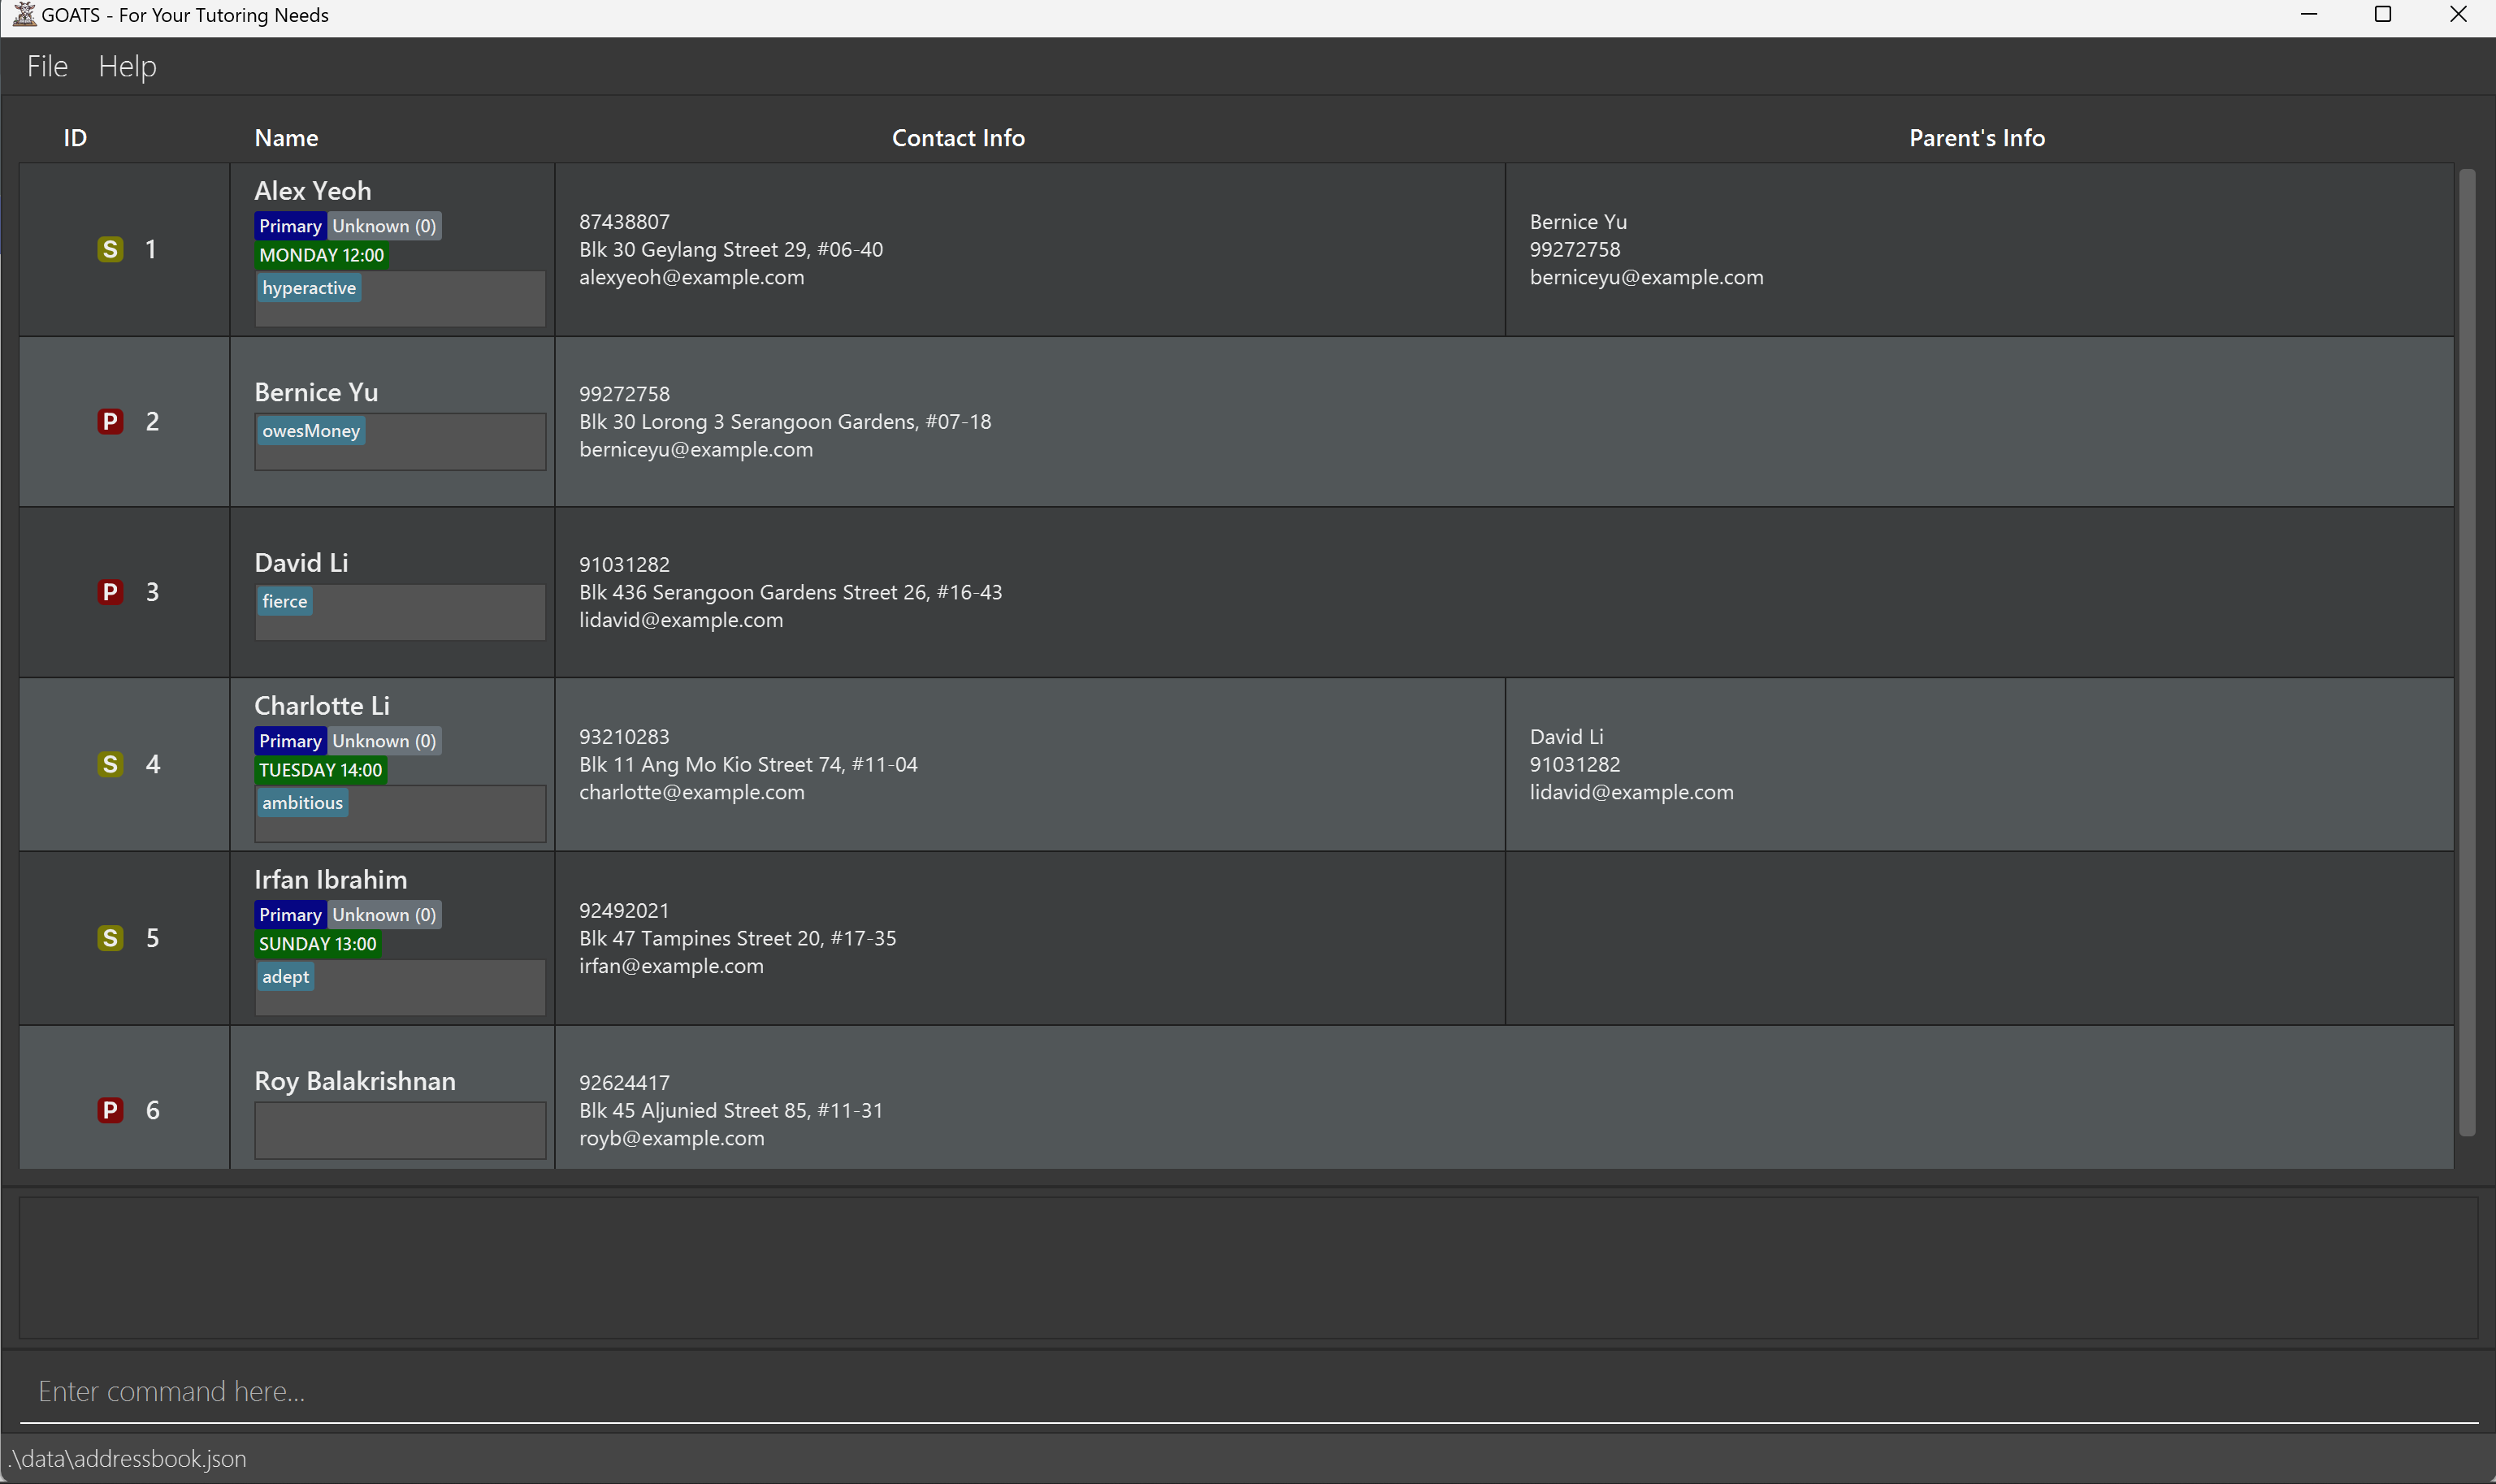 GOATS - For Your Tutoring Needs
File Help
ID Name Contact Info Parent's Info
S 1
Alex Yeoh
Primary Unknown (0)
MONDAY 12:00
hyperactive
87438807
Blk 30 Geylang Street 29, #06-40
alexyeoh@example.com
Bernice Yu
99272758
berniceyu@example.com
P 2
Bernice Yu
owesMoney
99272758
Blk 30 Lorong 3 Serangoon Gardens, #07-18
berniceyu@example.com
P 3
David Li
fierce
91031282
Blk 436 Serangoon Gardens Street 26, #16-43
lidavid@example.com
S 4
Charlotte Li
Primary Unknown (0)
TUESDAY 14:00
ambitious
93210283
Blk 11 Ang Mo Kio Street 74, #11-04
charlotte@example.com
David Li
91031282
lidavid@example.com
S 5
Irfan Ibrahim
Primary Unknown (0)
SUNDAY 13:00
adept
92492021
Blk 47 Tampines Street 20, #17-35
irfan@example.com
P 6
Roy Balakrishnan
92624417
Blk 45 Aljunied Street 85, #11-31
royb@example.com
Enter command here...
.\data\addressbook.json